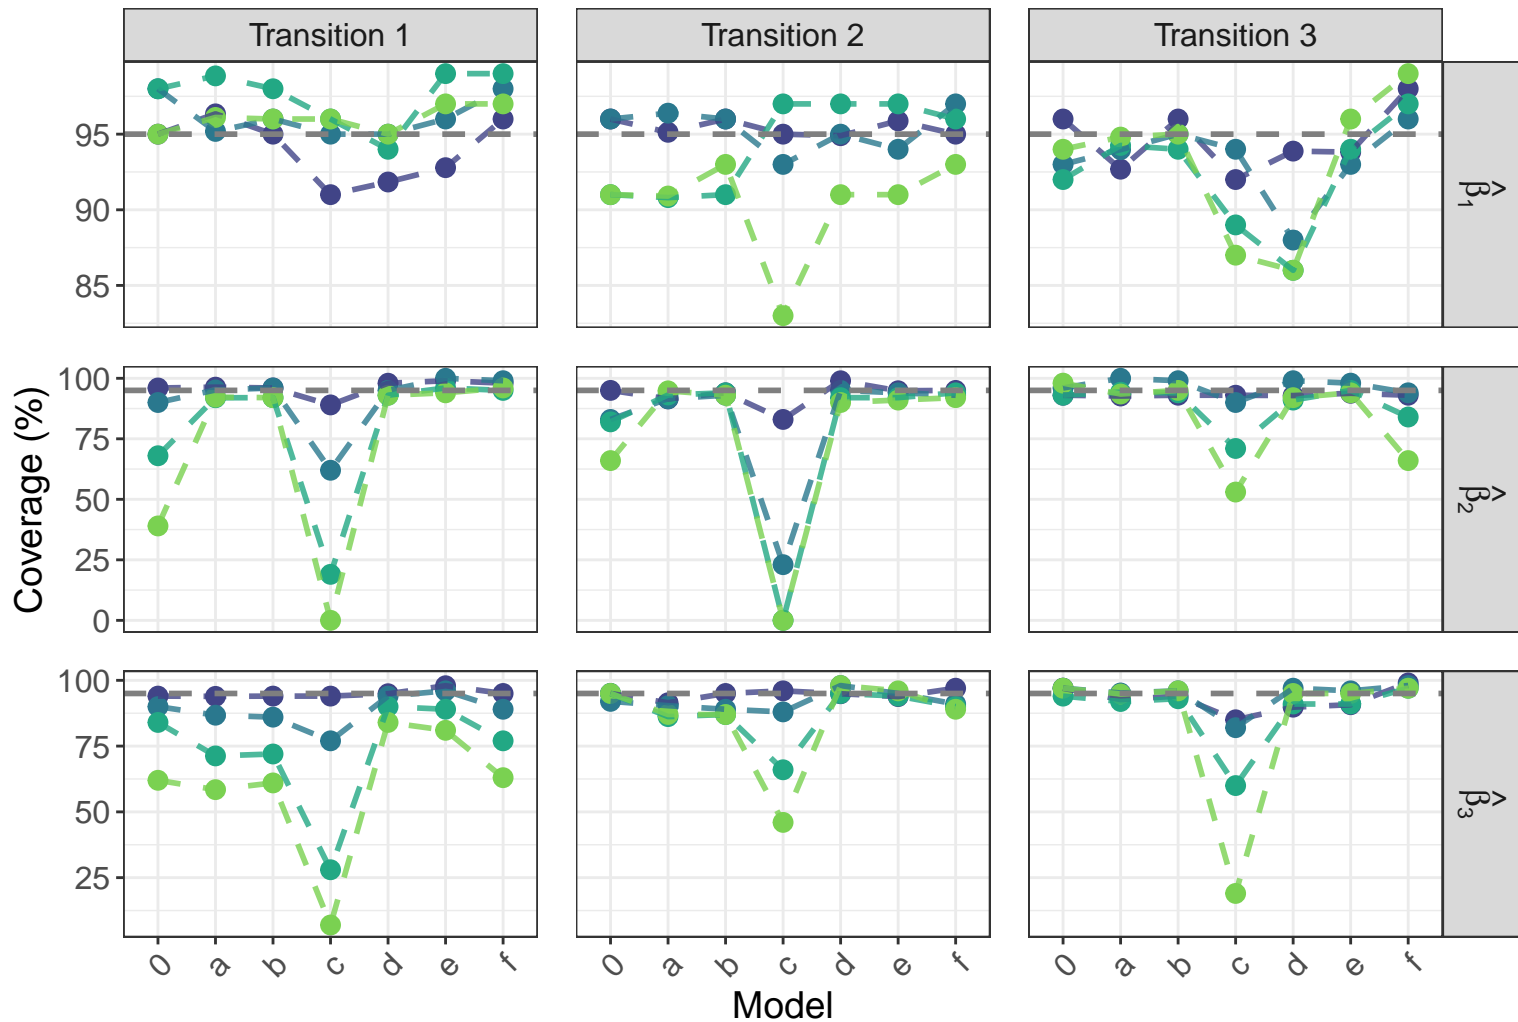 Transition 1
Transition 2
Transition 3
95
90
85
β̂₁
100
75
50
25
0
β̂₂
100
75
50
25
β̂₃
Coverage (%)
0 a b c d e f
0 a b c d e f
0 a b c d e f
Model